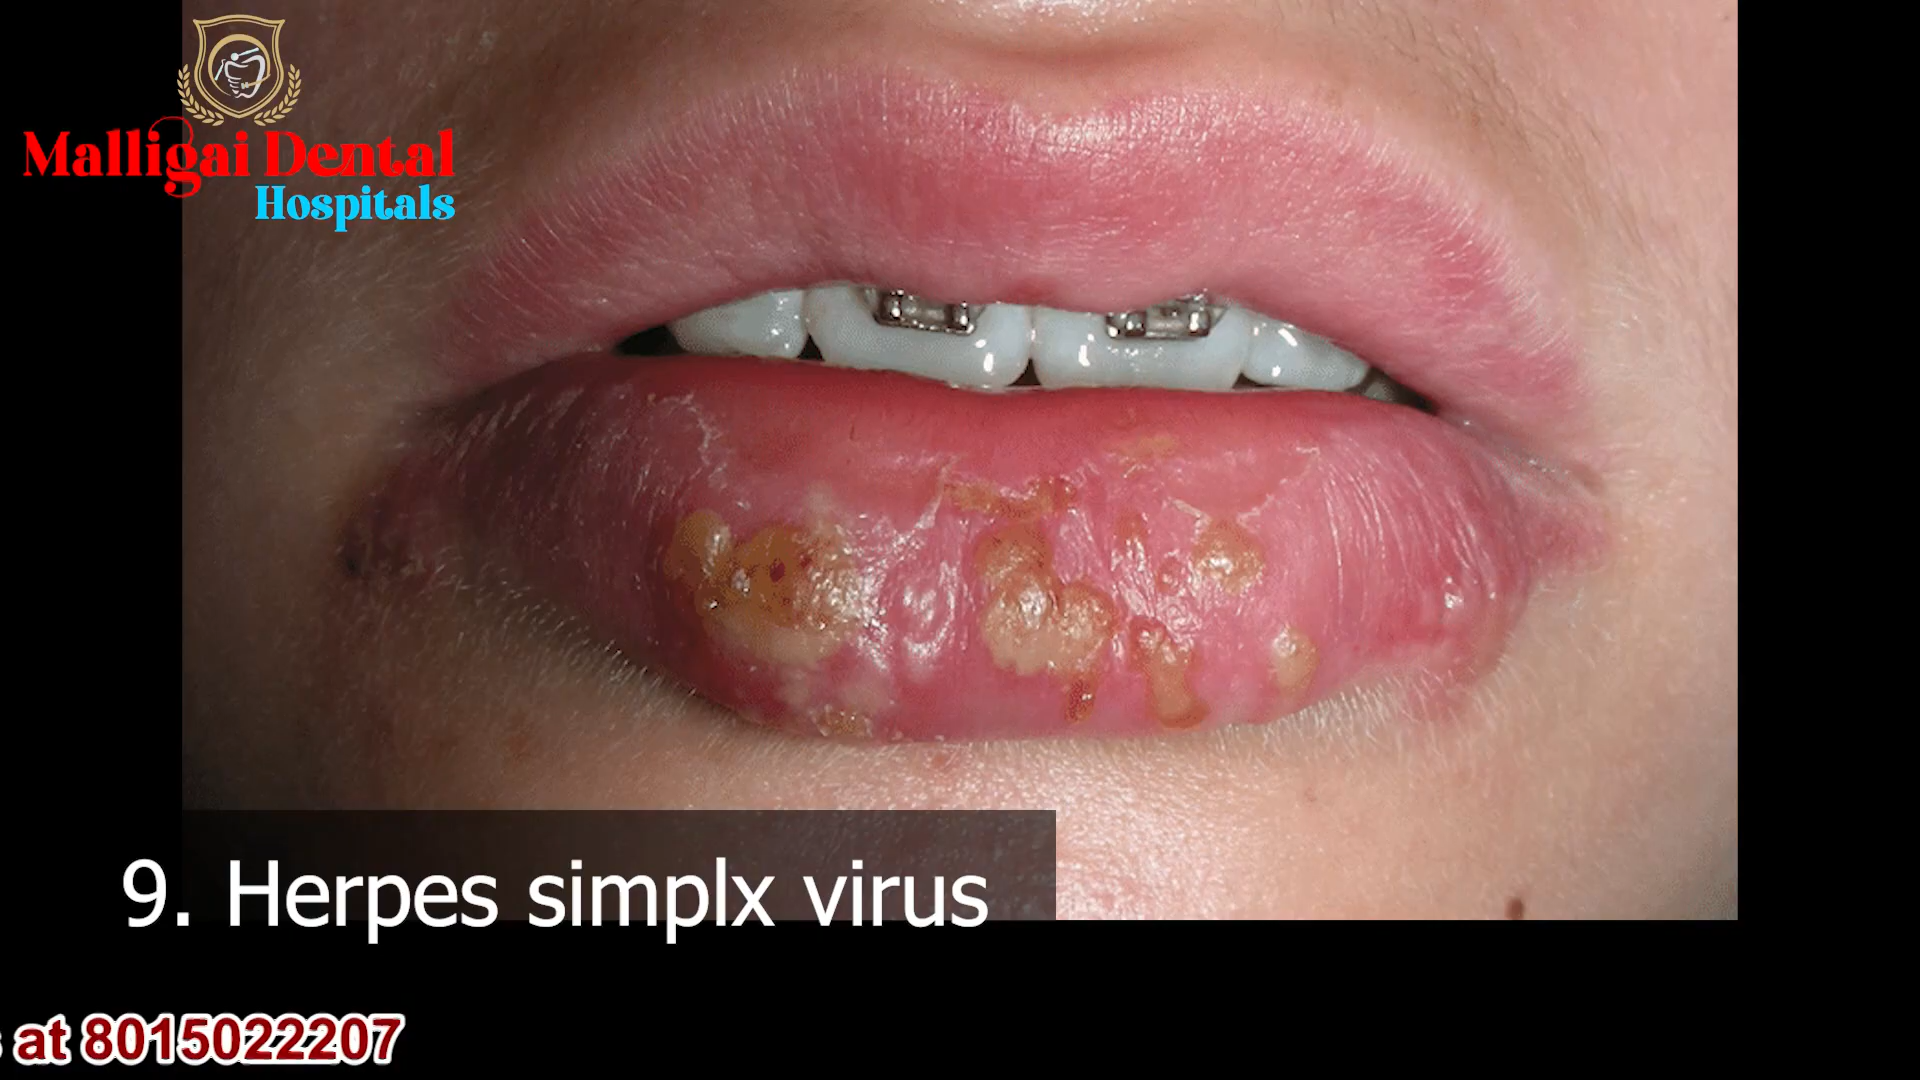 Malligai Dental
Hospitals
9. Herpes simplx virus
at 8015022207